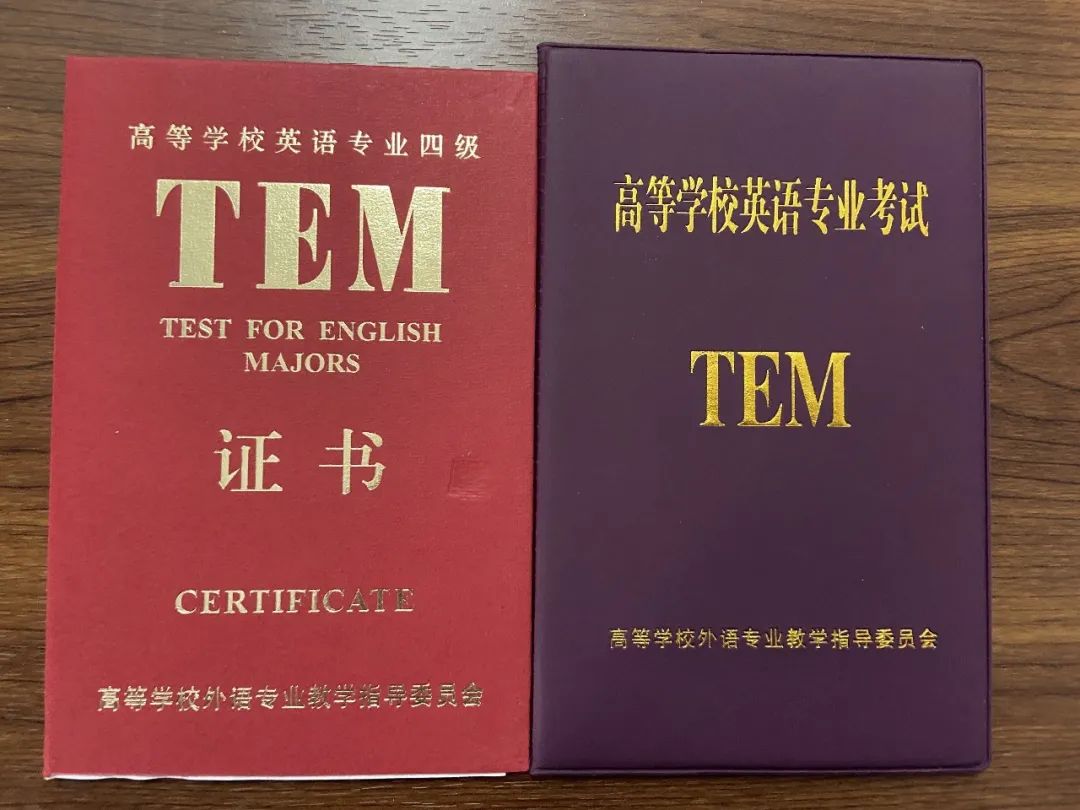 高等学校英语专业四级
TEM
TEST FOR ENGLISH
MAJORS
证书
CERTIFICATE
高等学校外语专业教学指导委员会
高等学校英语专业考试
TEM
高等学校外语专业教学指导委员会